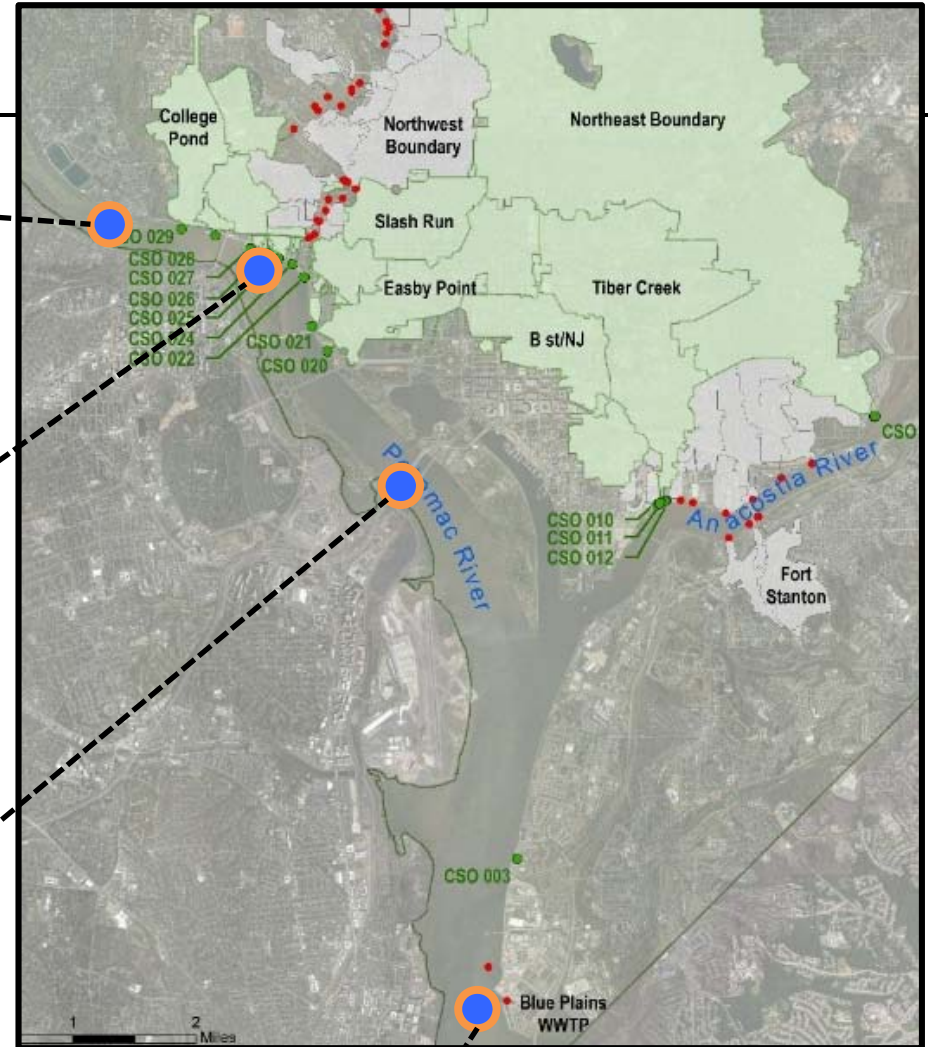 College
Pond
Northwest
Boundary
Northeast Boundary
Slash Run
O 029
CSO 028
CSO 027
CSO 026
CSO 025
CSO 024
CSO 022
Easby Point
Tiber Creek
CSO 021
CSO 020
B st/NJ
CSO
Potomac River
Anacostia River
CSO 010
CSO 011
CSO 012
Fort
Stanton
CSO 003
Blue Plains
WWTP
1 2
Miles